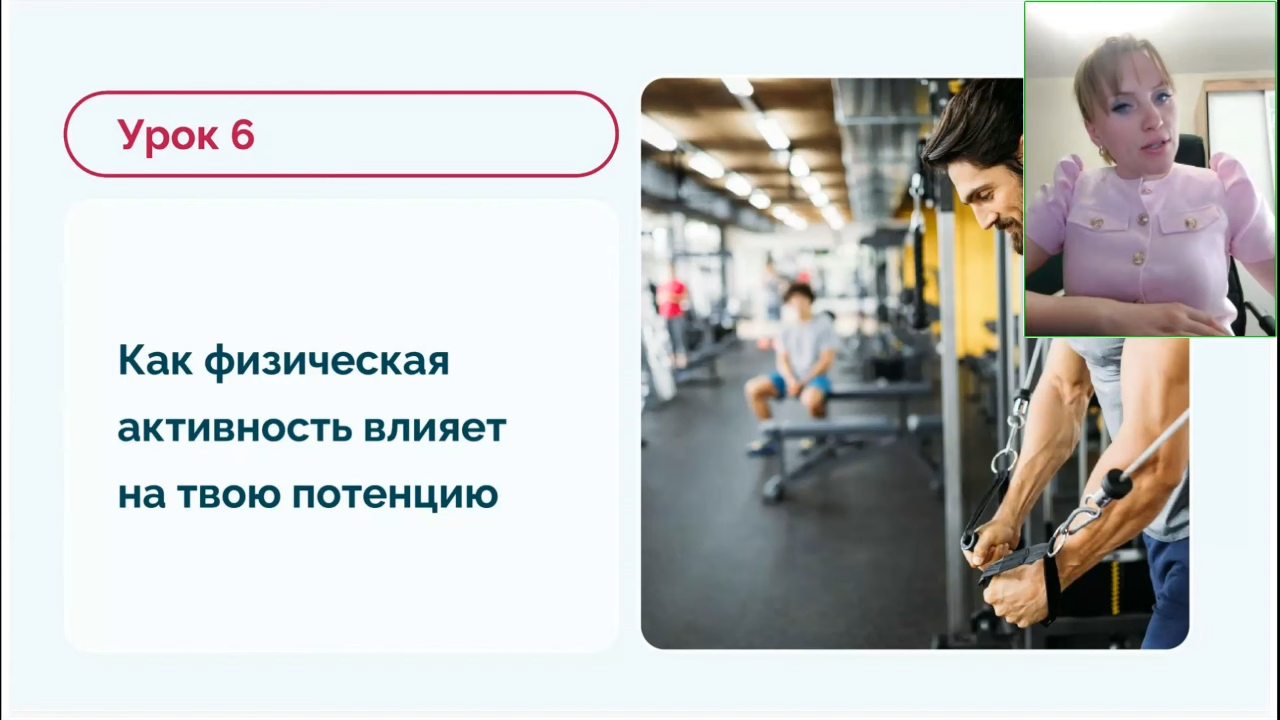 Урок 6
Как физическая
активность влияет
на твою потенцию